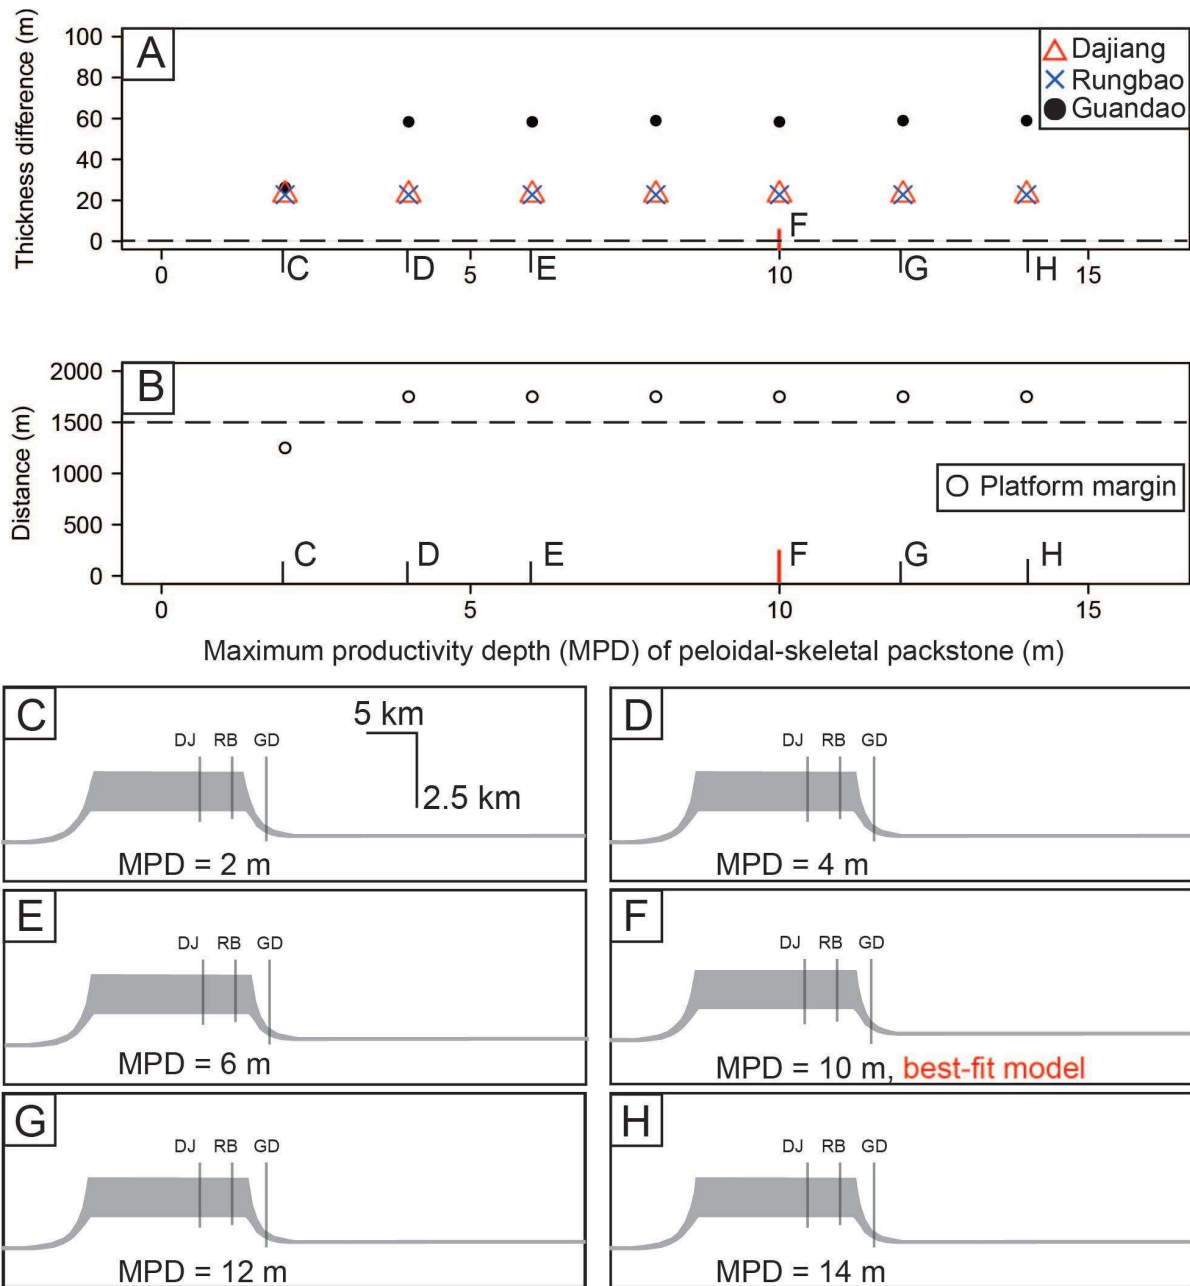 A
Thickness difference (m)
100
80
60
40
20
0
Dajiang
Rungbao
Guandao
F
C D E G H
0 5 10 15
B
Distance (m)
2000
1500
1000
500
0
Platform margin
C D E F G H
0 5 10 15
Maximum productivity depth (MPD) of peloidal-skeletal packstone (m)
C
5 km
DJ RB GD
2.5 km
MPD = 2 m
D
DJ RB GD
MPD = 4 m
E
DJ RB GD
MPD = 6 m
F
DJ RB GD
MPD = 10 m, best-fit model
G
DJ RB GD
MPD = 12 m
H
DJ RB GD
MPD = 14 m